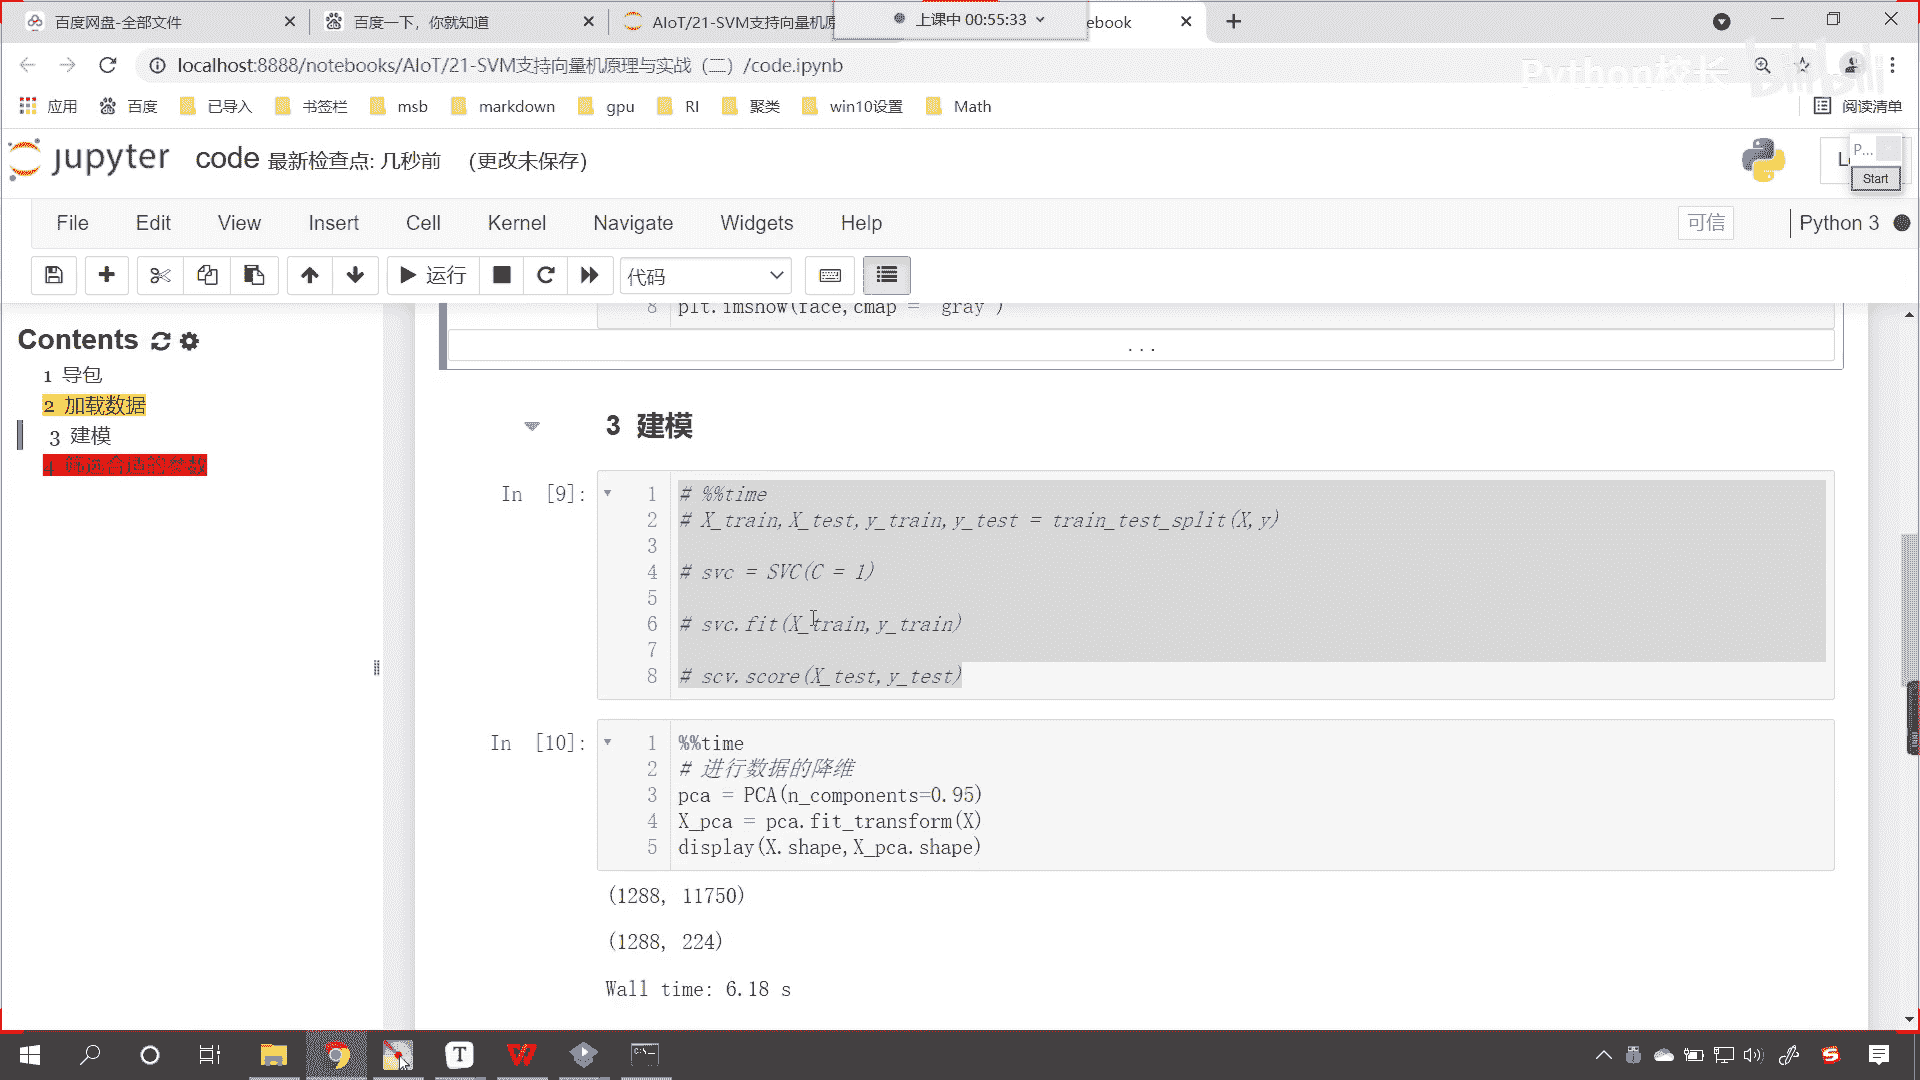 百度网盘-全部文件
百度一下，你就知道
AIoT/21-SVM支持向量机原
上课中 00:55:33
ebook
localhost:8888/notebooks/AIoT/21-SVM支持向量机原理与实战（二）/code.ipynb
Python校长
bilibili
应用
百度
已导入
书签栏
msb
markdown
gpu
RI
聚类
win10设置
Math
阅读清单
jupyter
code 最新检查点: 几秒前 (更改未保存)
P...
Start
File
Edit
View
Insert
Cell
Kernel
Navigate
Widgets
Help
可信
Python 3
运行
代码
Contents
1 导包
2 加载数据
3 建模
8 plt.imshow(face,cmap = 'gray')
...
3 建模
In [9]:
1 # %%time
2 # X_train,X_test,y_train,y_test = train_test_split(X,y)
3
4 # svc = SVC(C = 1)
5
6 # svc.fit(X_train,y_train)
7
8 # scv.score(X_test,y_test)
In [10]:
1 %%time
2 # 进行数据的降维
3 pca = PCA(n_components=0.95)
4 X_pca = pca.fit_transform(X)
5 display(X.shape,X_pca.shape)
(1288, 11750)
(1288, 224)
Wall time: 6.18 s